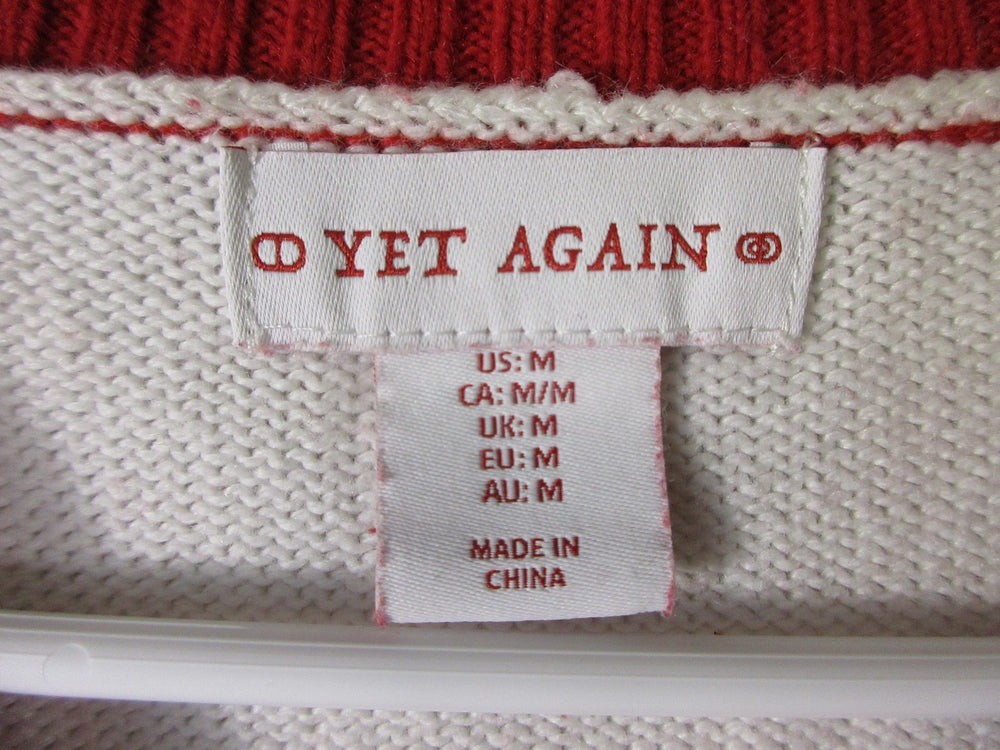 YET AGAIN
US: M
CA: M/M
UK: M
EU: M
AU: M
MADE IN
CHINA